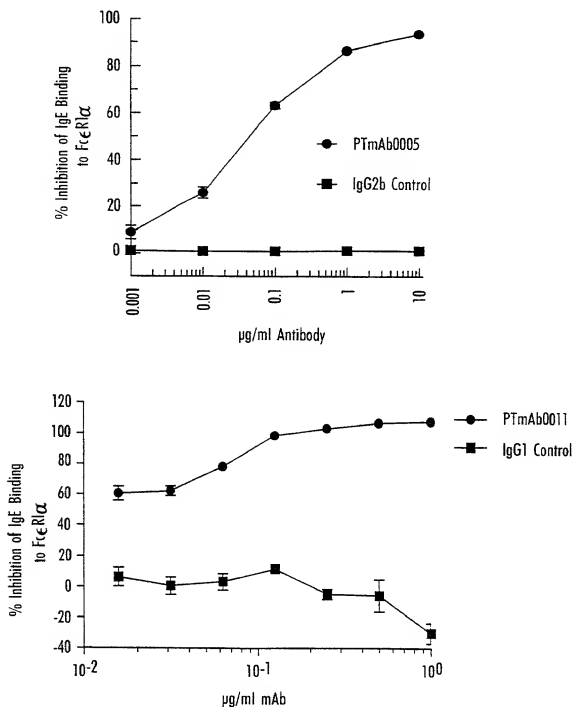 % Inhibition of IgE Binding
to FcϵRIα
100
80
60
40
20
0
PTmAb0005
IgG2b Control
0.001
0.01
0.1
1
10
µg/ml Antibody
% Inhibition of IgE Binding
to FcϵRIα
120
100
80
60
40
20
0
-20
-40
PTmAb0011
IgG1 Control
10-2
10-1
100
µg/ml mAb